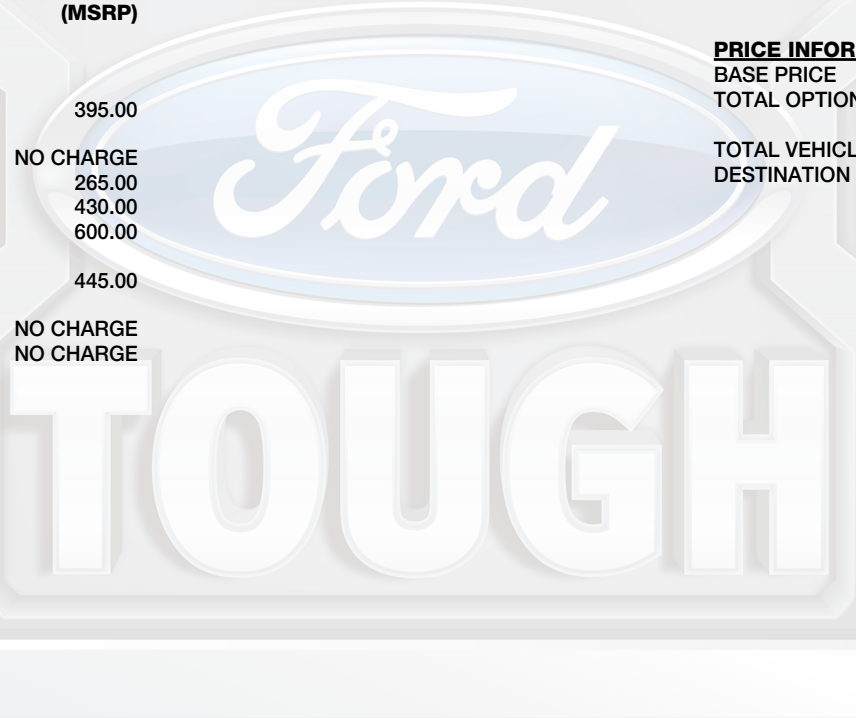 (MSRP)
395.00
NO CHARGE
265.00
430.00
600.00
445.00
NO CHARGE
NO CHARGE
PRICE INFOR
BASE PRICE
TOTAL OPTION
TOTAL VEHICL
DESTINATION
Ford
TOUGH